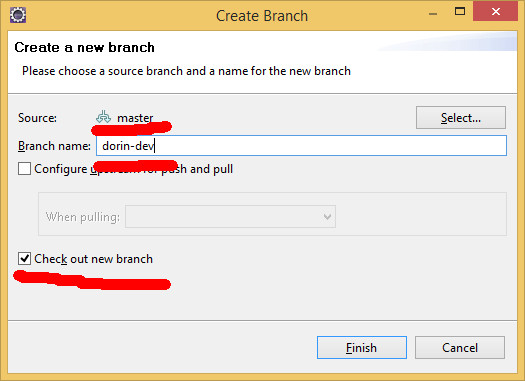 Create Branch
Create a new branch
Please choose a source branch and a name for the new branch
Source: master Select...
Branch name: dorin-dev
Configure upstream for push and pull
When pulling:
Check out new branch
Finish Cancel